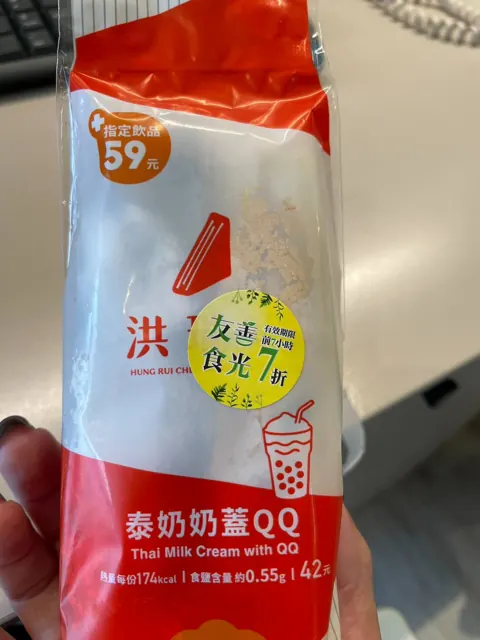 +指定飲品
59元
洪
HUNG RUI CH
友善
食光
有效期限
前7小時
7折
泰奶奶蓋QQ
Thai Milk Cream with QQ
熱量每份174kcal | 食鹽含量 約0.55g | 42元